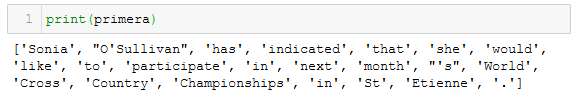 1 print(primera)
['Sonia', "O'Sullivan", 'has', 'indicated', 'that', 'she', 'would',
'like', 'to', 'participate', 'in', 'next', 'month', "'s", 'World',
'Cross', 'Country', 'Championships', 'in', 'St', 'Etienne', '.']